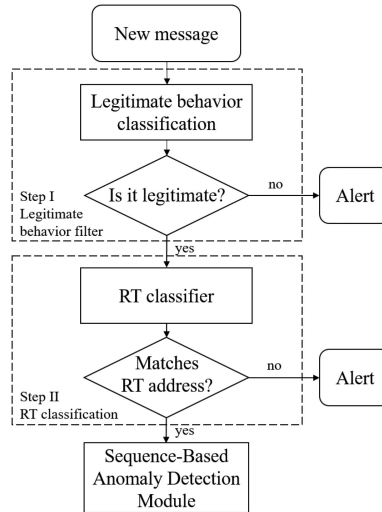 New message
Legitimate behavior
classification
Is it legitimate?
no
Alert
Step I
Legitimate
behavior filter
yes
RT classifier
Matches
RT address?
no
Alert
Step II
RT classification
yes
Sequence-Based
Anomaly Detection
Module